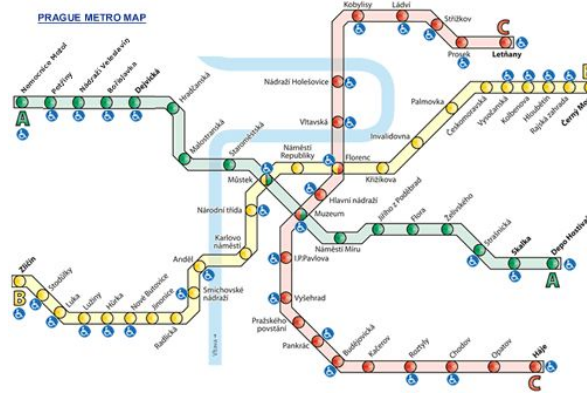 PRAGUE METRO MAP
Kobylisy
Ládví
Střížkov
Prosek
C
Letňany
Nemocnice Motol
Petřiny
Nádraží Veleslavín
Bořislavka
Dejvická
Hradčanská
A
Malostranská
Staroměstská
Nádraží Holešovice
Vltavská
Náměstí
Republiky
Florenc
Můstek
Palmovka
Invalidovna
Křižíkova
Českomoravská
Vysočanská
Kolbenova
Hloubětín
Rajská zahrada
Hlavní nádraží
Muzeum
Národní třída
Karlovo
náměstí
Anděl
Smíchovské
nádraží
Náměstí Míru
Jiřího z Poděbrad
Flora
Želivského
Strašnická
Skalka
A
I.P.Pavlova
Vyšehrad
Pražského
povstání
Pankrác
Budějovická
Kačerov
Roztyly
Chodov
Opatov
Háje
C
Zličín
B
Stodůlky
Luka
Lužiny
Hůrka
Nové Butovice
Jinonice
Radlická
Vltava